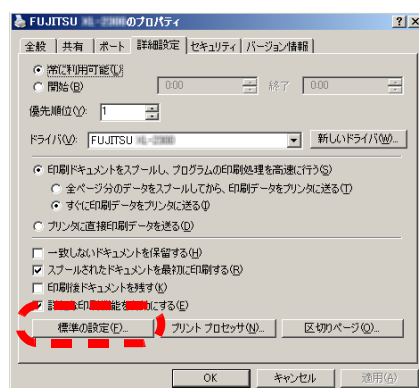 FUJITSU のプロパティ
全般 共有 ポート 詳細設定 セキュリティ バージョン情報
常に利用可能(L)
開始(B) 0:00 終了 0:00
優先順位(Y): 1
ドライバ(V): FUJITSU 新しいドライバ(W)...
印刷ドキュメントをスプールし、プログラムの印刷処理を高速に行う(S)
全ページ分のデータをスプールしてから、印刷データをプリンタに送る(T)
すぐに印刷データをプリンタに送る(I)
プリンタに直接印刷データを送る(D)
一致しないドキュメントを保留する(H)
スプールされたドキュメントを最初に印刷する(R)
印刷後ドキュメントを残す(K)
な印刷機能を有効にする(E)
標準の設定(F)... プリント プロセッサ(N)... 区切りページ(O)...
OK キャンセル 適用(A)